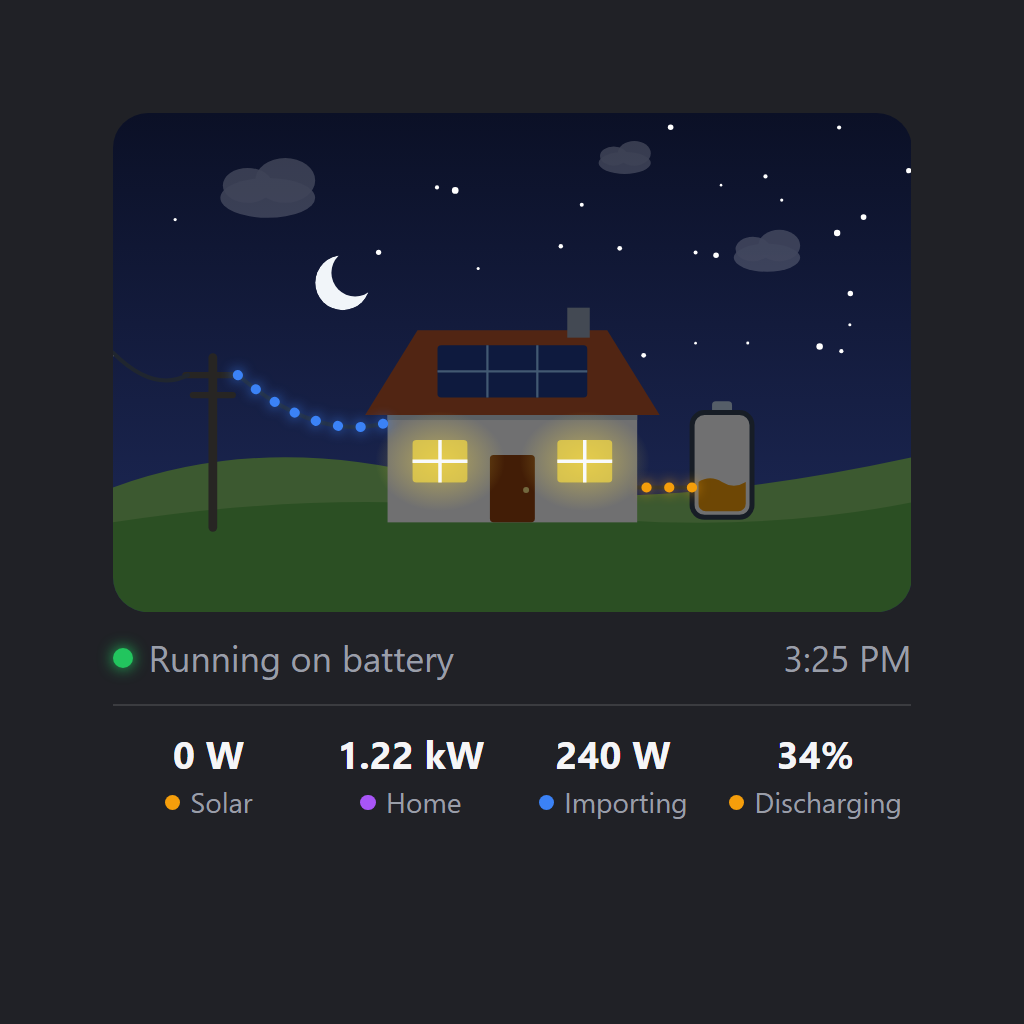 Running on battery 3:25 PM
0 W 1.22 kW 240 W 34%
Solar Home Importing Discharging